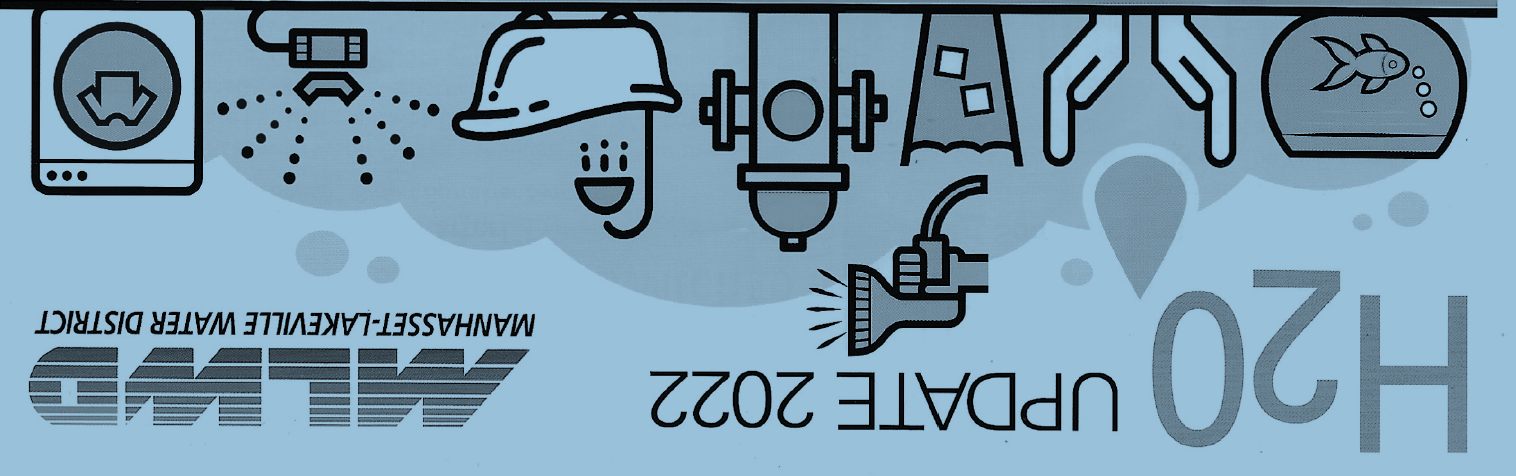 H2O UPDATE 2022
MLWD
MANHASSET-LAKEVILLE WATER DISTRICT